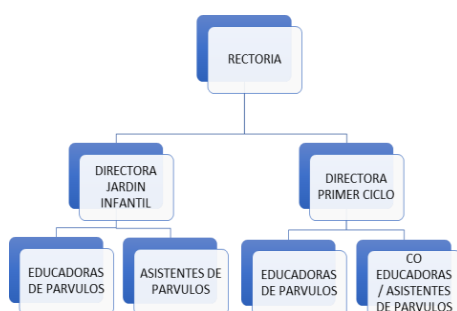 RECTORIA
DIRECTORA
JARDIN
INFANTIL
DIRECTORA
PRIMER CICLO
EDUCADORAS
DE PARVULOS
ASISTENTES DE
PARVULOS
EDUCADORAS
DE PARVULOS
CO
EDUCADORAS
/ ASISTENTES
DE PARVULOS